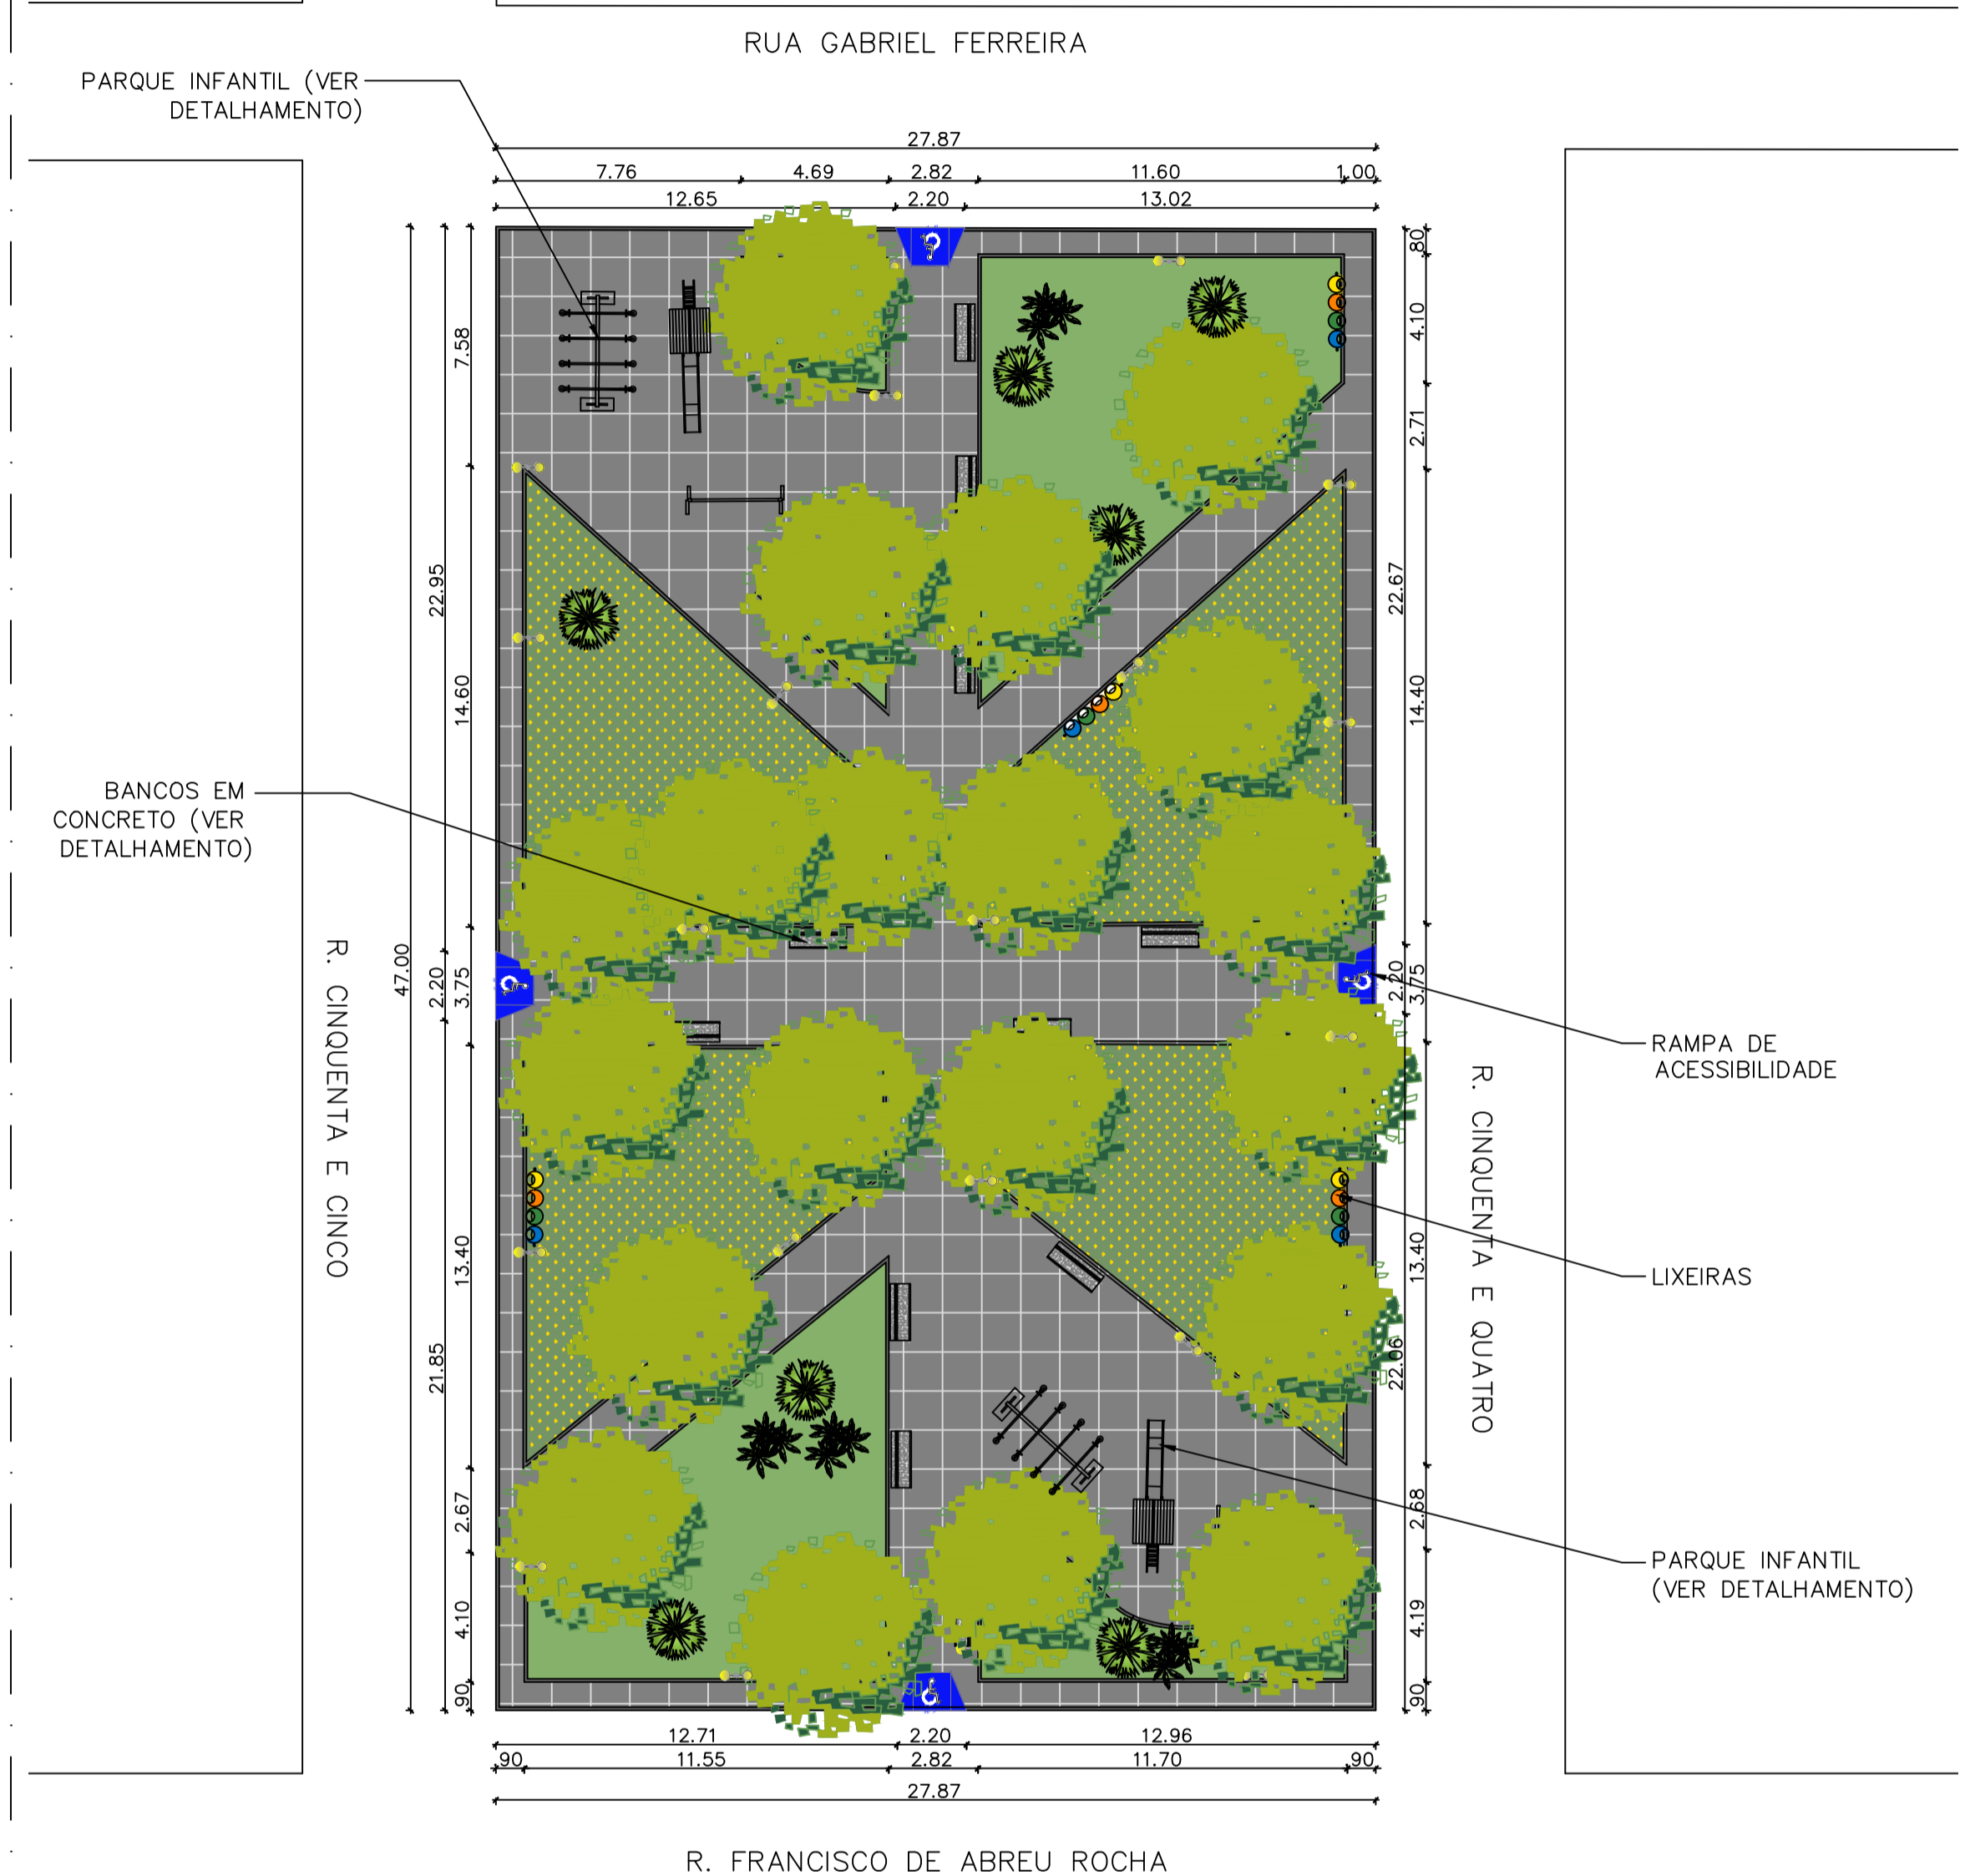 RUA GABRIEL FERREIRA
PARQUE INFANTIL (VER
DETALHAMENTO)
27.87
7.76
4.69
2.82
11.60
1.00
12.65
2.20
13.02
.80
7.58
4.10
2.71
22.95
22.67
14.60
14.40
BANCOS EM
CONCRETO (VER
DETALHAMENTO)
R. CINQUENTA E CINCO
47.00
2.20
3.75
2.20
3.75
RAMPA DE
ACESSIBILIDADE
R. CINQUENTA E QUATRO
13.40
13.40
LIXEIRAS
21.85
22.06
2.67
2.68
PARQUE INFANTIL
(VER DETALHAMENTO)
4.10
4.19
.90
.90
12.71
2.20
12.96
.90
11.55
2.82
11.70
.90
27.87
R. FRANCISCO DE ABREU ROCHA